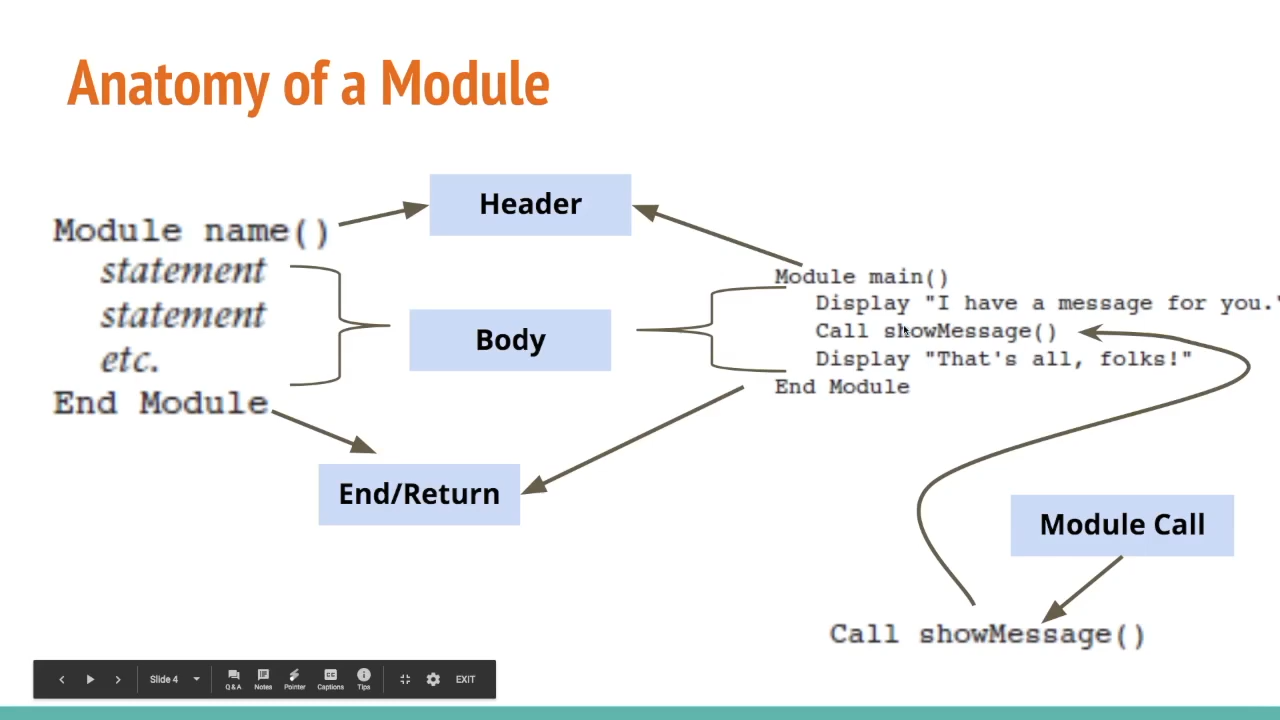 Anatomy of a Module
Header
Module name()
statement
statement
etc.
End Module
Body
End/Return
Module main()
Display "I have a message for you."
Call showMessage()
Display "That's all, folks!"
End Module
Module Call
Call showMessage()
Slide 4
Q&A
Notes
Pointer
Captions
Tips
EXIT